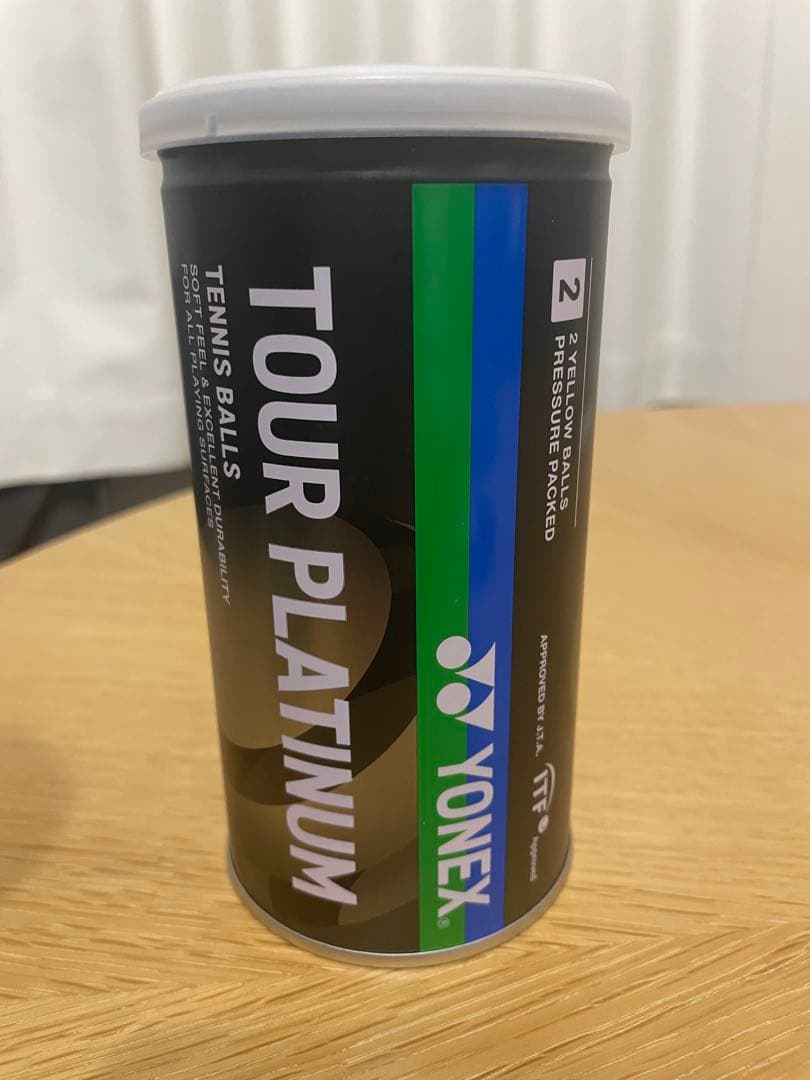 2
2 YELLOW BALLS
PRESSURE PACKED
APPROVED BY J.T.A.
ITF Approved
YONEX®
TOUR PLATINUM
TENNIS BALLS
SOFT FEEL & EXCELLENT DURABILITY
FOR ALL PLAYING SURFACES